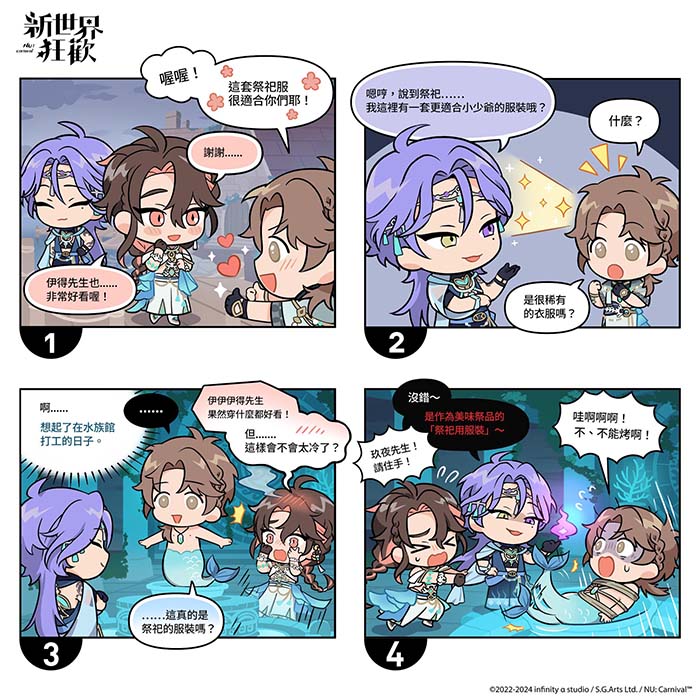 新世界
狂歡
NU: carnival
喔喔！
這套祭祀服
很適合你們耶！
謝謝......
伊得先生也......
非常好看喔！
1
嗯哼，說到祭祀......
我這裡有一套更適合小少爺的服裝哦？
什麼？
是很稀有
的衣服嗎？
2
啊......
想起了在水族館
打工的日子。
......
伊伊伊得先生
果然穿什麼都好看！
但.......
這樣會不會太冷了？
......這真的是
祭祀的服裝嗎？
3
沒錯～
是作為美味祭品的
「祭祀用服裝」～
玖夜先生！
請住手！
哇啊啊啊！
不、不能烤啊！
4
©2022-2024 infinity α studio / S.G.Arts Ltd. / NU: Carnival™